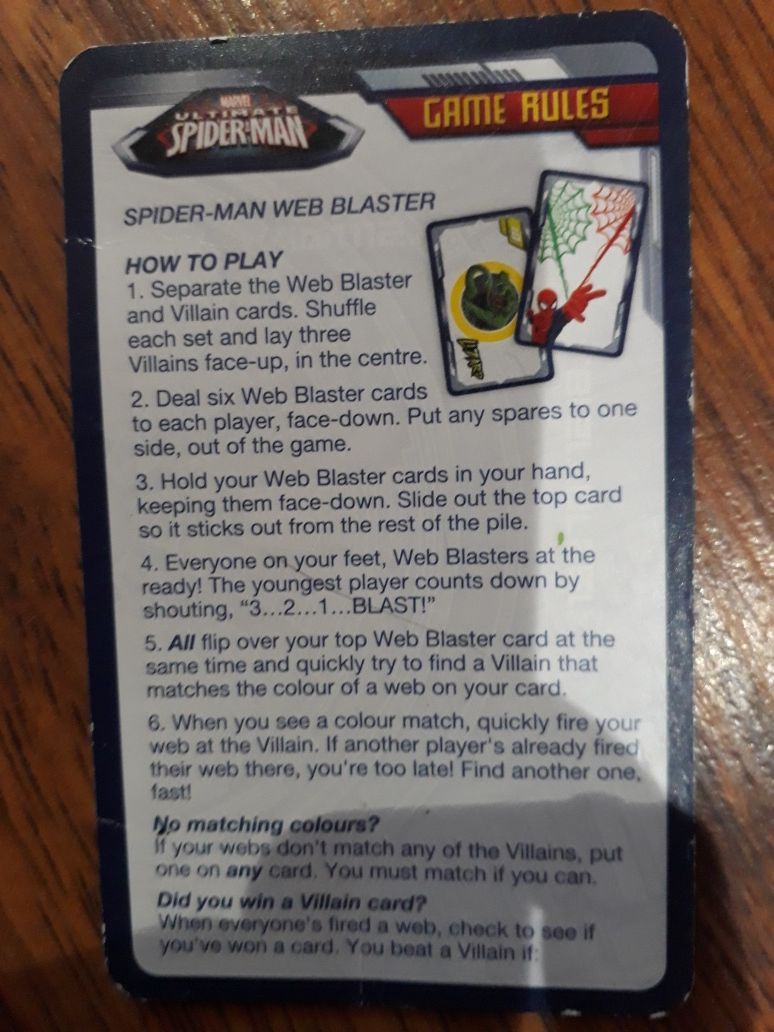 MARVEL
ULTIMATE
SPIDER-MAN
GAME RULES
SPIDER-MAN WEB BLASTER
HOW TO PLAY
1. Separate the Web Blaster
and Villain cards. Shuffle
each set and lay three
Villains face-up, in the centre.
2. Deal six Web Blaster cards
to each player, face-down. Put any spares to one
side, out of the game.
3. Hold your Web Blaster cards in your hand,
keeping them face-down. Slide out the top card
so it sticks out from the rest of the pile.
4. Everyone on your feet, Web Blasters at the
ready! The youngest player counts down by
shouting, “3...2...1...BLAST!”
5. All flip over your top Web Blaster card at the
same time and quickly try to find a Villain that
matches the colour of a web on your card.
6. When you see a colour match, quickly fire your
web at the Villain. If another player's already fired
their web there, you're too late! Find another one,
fast!
No matching colours?
If your webs don't match any of the Villains, put
one on any card. You must match if you can.
Did you win a Villain card?
When everyone's fired a web, check to see if
you've won a card. You beat a Villain if: